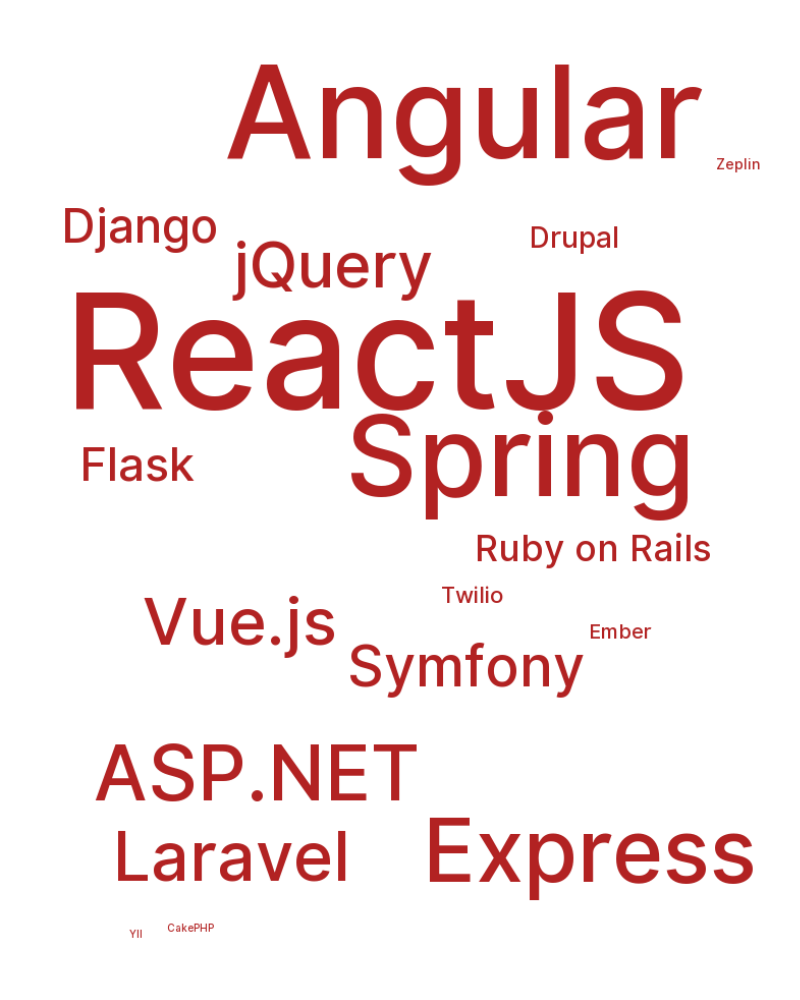 Angular
Zeplin
Django
Drupal
jQuery
ReactJS
Spring
Flask
Ruby on Rails
Twilio
Vue.js
Ember
Symfony
ASP.NET
Laravel
Express
YII
CakePHP